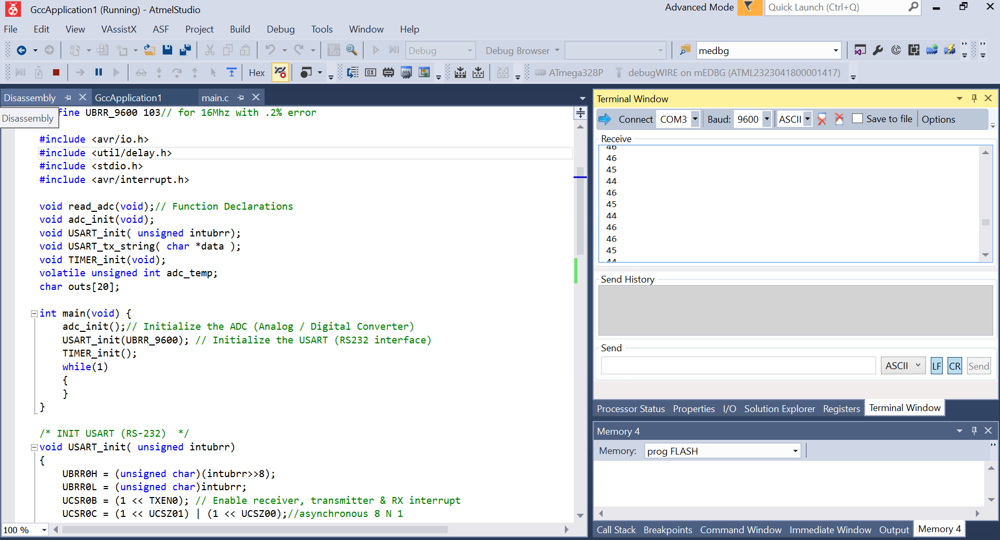 GccApplication1 (Running) - AtmelStudio
Advanced Mode
Quick Launch (Ctrl+Q)
File Edit View VAssistX ASF Project Build Debug Tools Window Help
Debug Debug Browser medbg
Hex ATmega328P debugWIRE on mEDBG (ATML2323041800001417)
Disassembly GccApplication1 main.c
Disassembly
fine UBRR_9600 103// for 16Mhz with .2% error
#include <avr/io.h>
#include <util/delay.h>
#include <stdio.h>
#include <avr/interrupt.h>
void read_adc(void);// Function Declarations
void adc_init(void);
void USART_init( unsigned intubrr);
void USART_tx_string( char *data );
void TIMER_init(void);
volatile unsigned int adc_temp;
char outs[20];
int main(void) {
adc_init();// Initialize the ADC (Analog / Digital Converter)
USART_init(UBRR_9600); // Initialize the USART (RS232 interface)
TIMER_init();
while(1)
{
}
}
/* INIT USART (RS-232)  */
void USART_init( unsigned intubrr)
{
UBRR0H = (unsigned char)(intubrr>>8);
UBRR0L = (unsigned char)intubrr;
UCSR0B = (1 << TXEN0); // Enable receiver, transmitter & RX interrupt
UCSR0C = (1 << UCSZ01) | (1 << UCSZ00);//asynchronous 8 N 1
100 %
Terminal Window
Connect COM3 Baud: 9600 ASCII Save to file Options
Receive
46
46
45
44
46
45
44
46
46
45
44
Send History
Send
ASCII LF CR Send
Processor Status Properties I/O Solution Explorer Registers Terminal Window
Memory 4
Memory: prog FLASH
Call Stack Breakpoints Command Window Immediate Window Output Memory 4